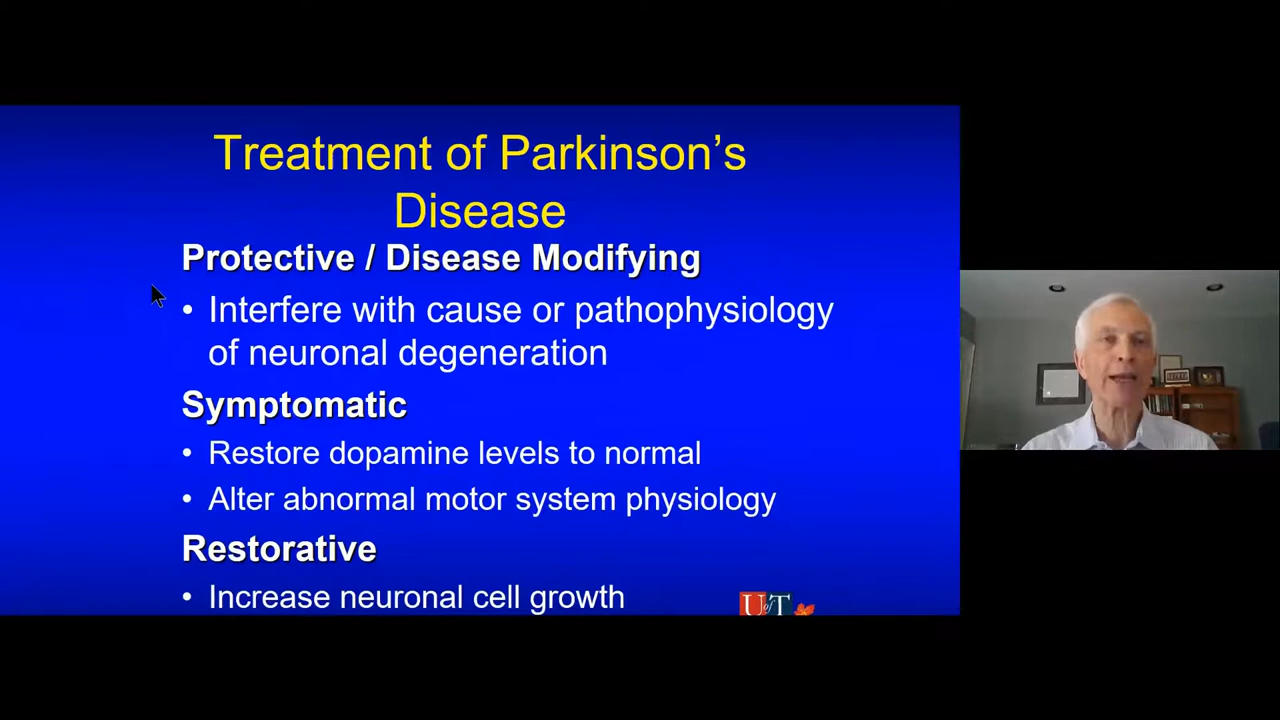 Treatment of Parkinson’s
Disease
Protective / Disease Modifying
• Interfere with cause or pathophysiology
of neuronal degeneration
Symptomatic
• Restore dopamine levels to normal
• Alter abnormal motor system physiology
Restorative
• Increase neuronal cell growth
UofT